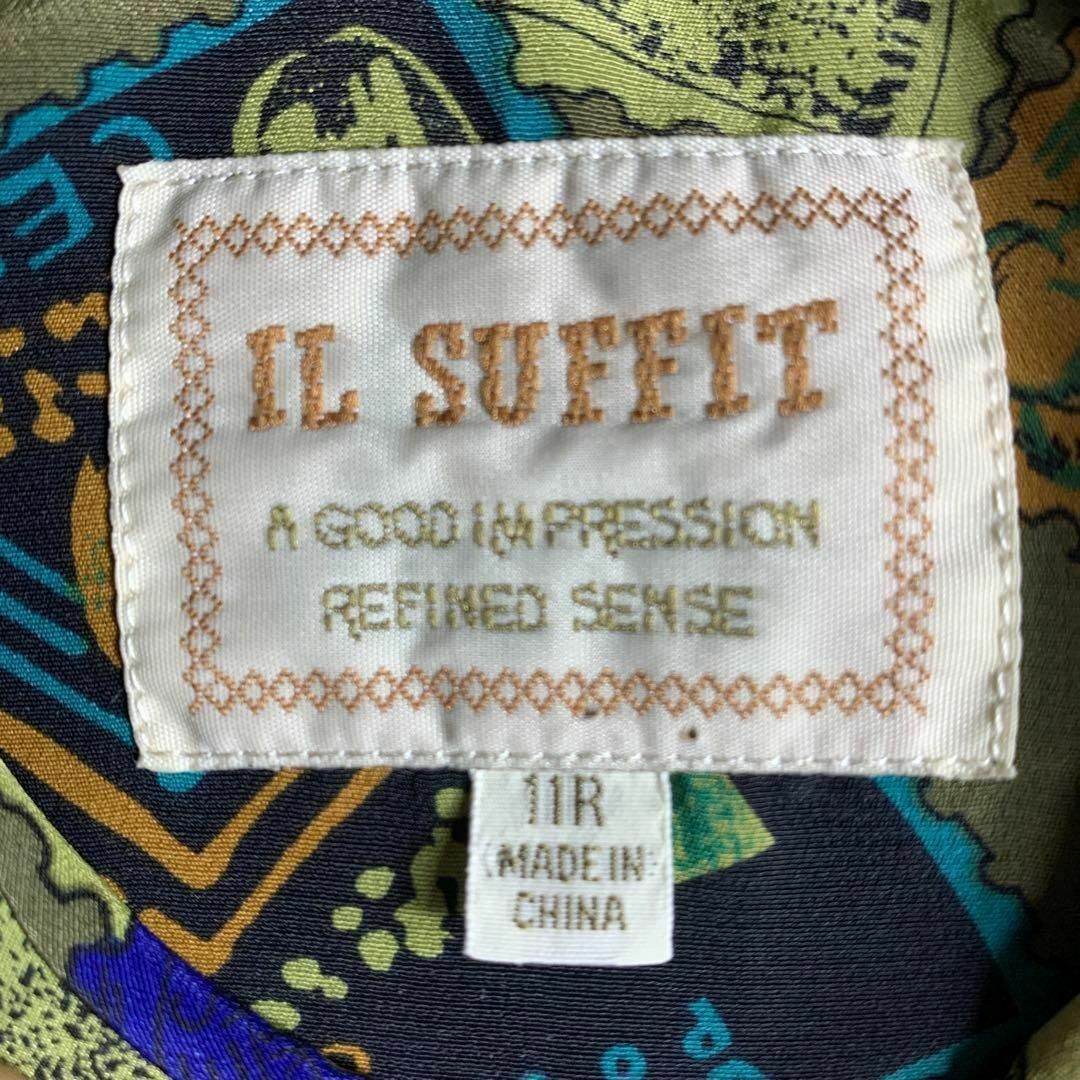 IL SUFFIT
A GOOD IMPRESSION
REFINED SENSE
11R
MADE IN
CHINA